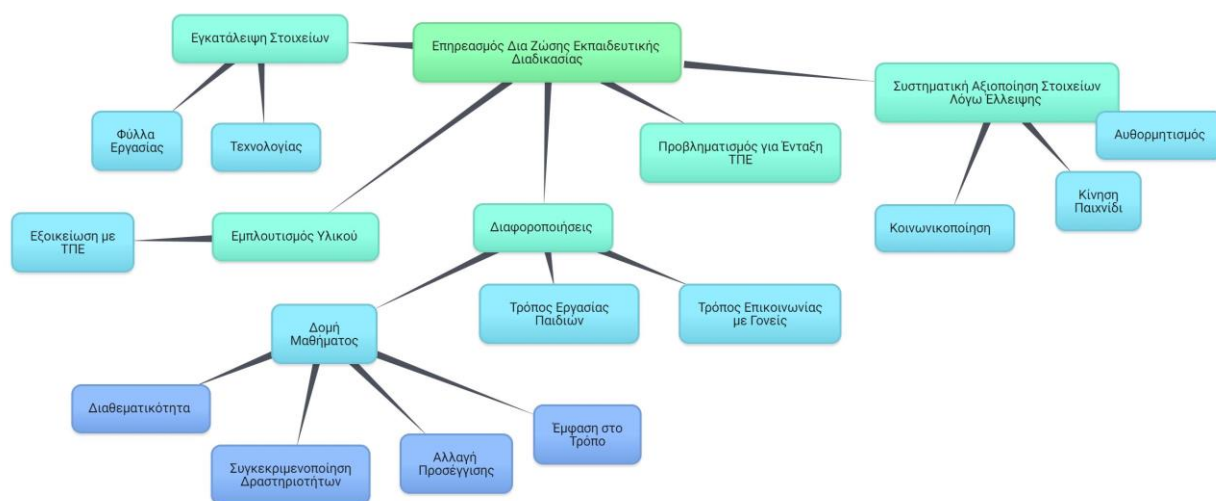 Εγκατάλειψη Στοιχείων
Επηρεασμός Δια Ζώσης Εκπαιδευτικής
Διαδικασίας
Συστηματική Αξιοποίηση Στοιχείων
Λόγω Έλλειψης
Αυθορμητισμός
Φύλλα
Εργασίας
Τεχνολογίας
Προβληματισμός για Ένταξη
ΤΠΕ
Κίνηση
Παιχνίδι
Κοινωνικοποίηση
Εξοικείωση με
ΤΠΕ
Εμπλουτισμός Υλικού
Διαφοροποιήσεις
Τρόπος Εργασίας
Παιδιών
Τρόπος Επικοινωνίας
με Γονείς
Δομή
Μαθήματος
Διαθεματικότητα
Συγκεκριμενοποίηση
Δραστηριοτήτων
Αλλαγή
Προσέγγισης
Έμφαση στο
Τρόπο